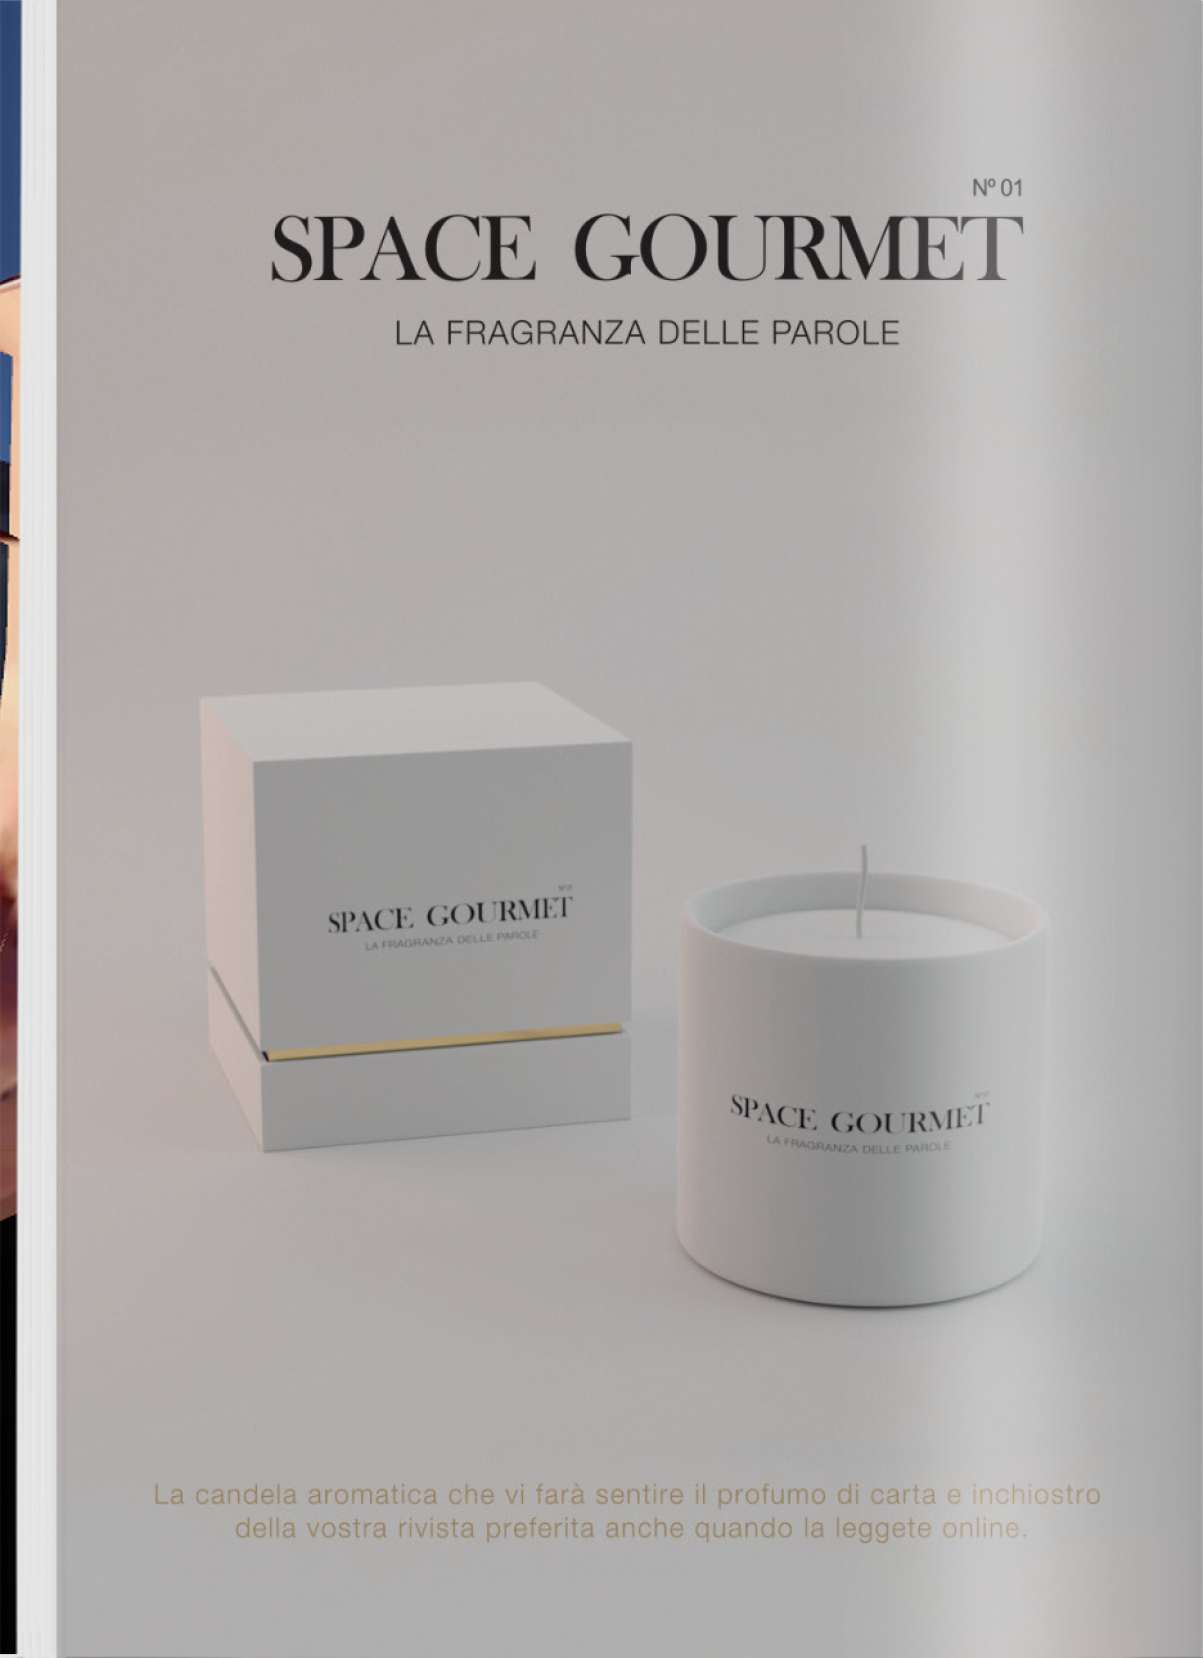 Nº 01
SPACE GOURMET
LA FRAGRANZA DELLE PAROLE
SPACE GOURMET
LA FRAGRANZA DELLE PAROLE
SPACE GOURMET
LA FRAGRANZA DELLE PAROLE
La candela aromatica che vi farà sentire il profumo di carta e inchiostro
della vostra rivista preferita anche quando la leggete online.